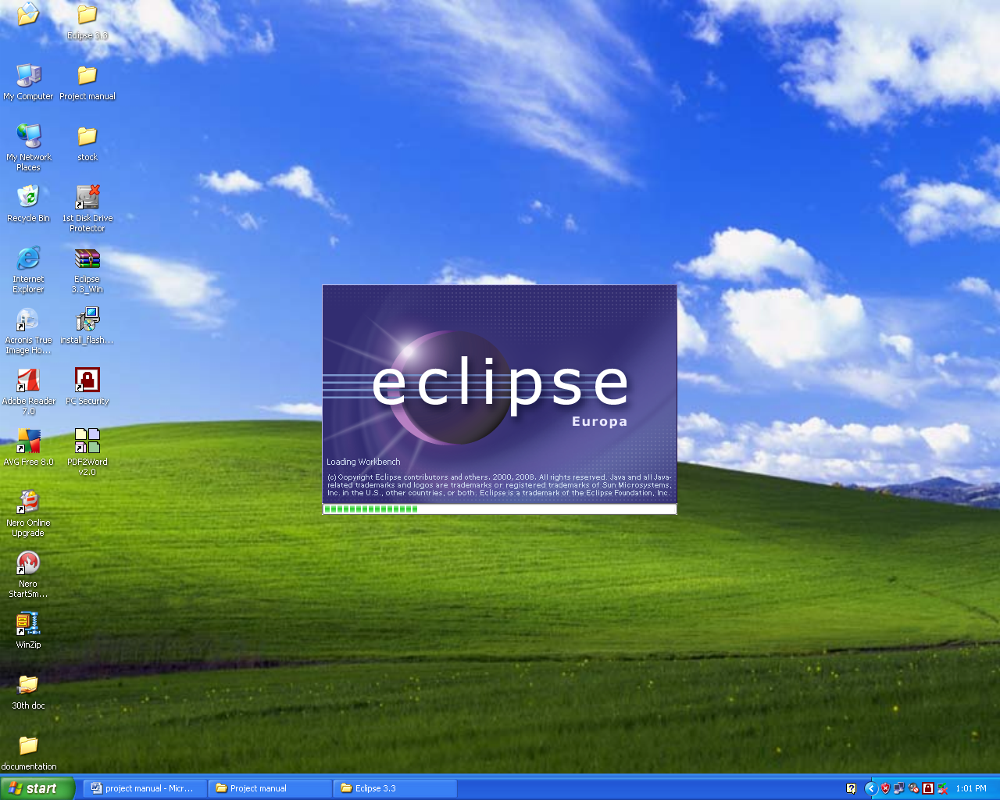 Eclipse 3.3
My Computer
Project manual
My Network
Places
stock
Recycle Bin
1st Disk Drive
Protector
Internet
Explorer
Eclipse
3.3_Win
Acronis True
Image Ho...
install_flash...
Adobe Reader
7.0
PC Security
AVG Free 8.0
PDF2Word
v2.0
Nero Online
Upgrade
Nero
StartSm...
WinZip
30th doc
documentation
eclipse
Europa
Loading Workbench
(c) Copyright Eclipse contributors and others. 2000, 2008. All rights reserved. Java and all Java-
related trademarks and logos are trademarks or registered trademarks of Sun Microsystems,
Inc. in the U.S., other countries, or both. Eclipse is a trademark of the Eclipse Foundation, Inc.
start
project manual - Micr...
Project manual
Eclipse 3.3
1:01 PM